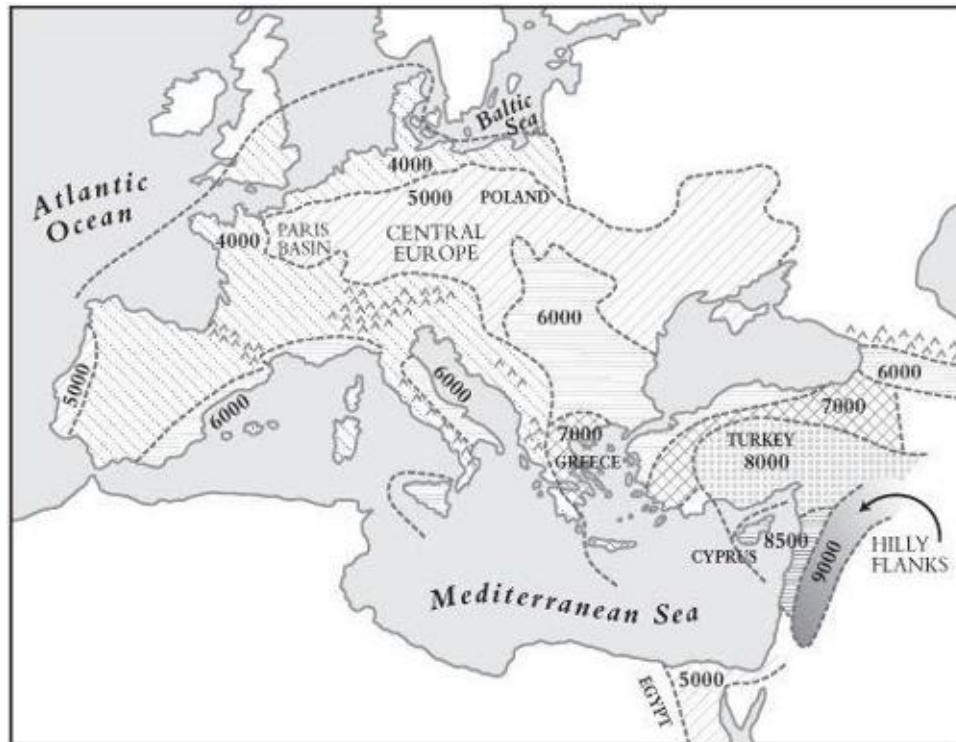 Baltic
Sea
4000
Atlantic
Ocean
5000
POLAND
4000
PARIS
BASIN
CENTRAL
EUROPE
6000
6000
5000
6000
6000
7000
7000
GREECE
TURKEY
8000
CYPRUS
8500
9000
HILLY
FLANKS
Mediterranean Sea
5000
EGYPT